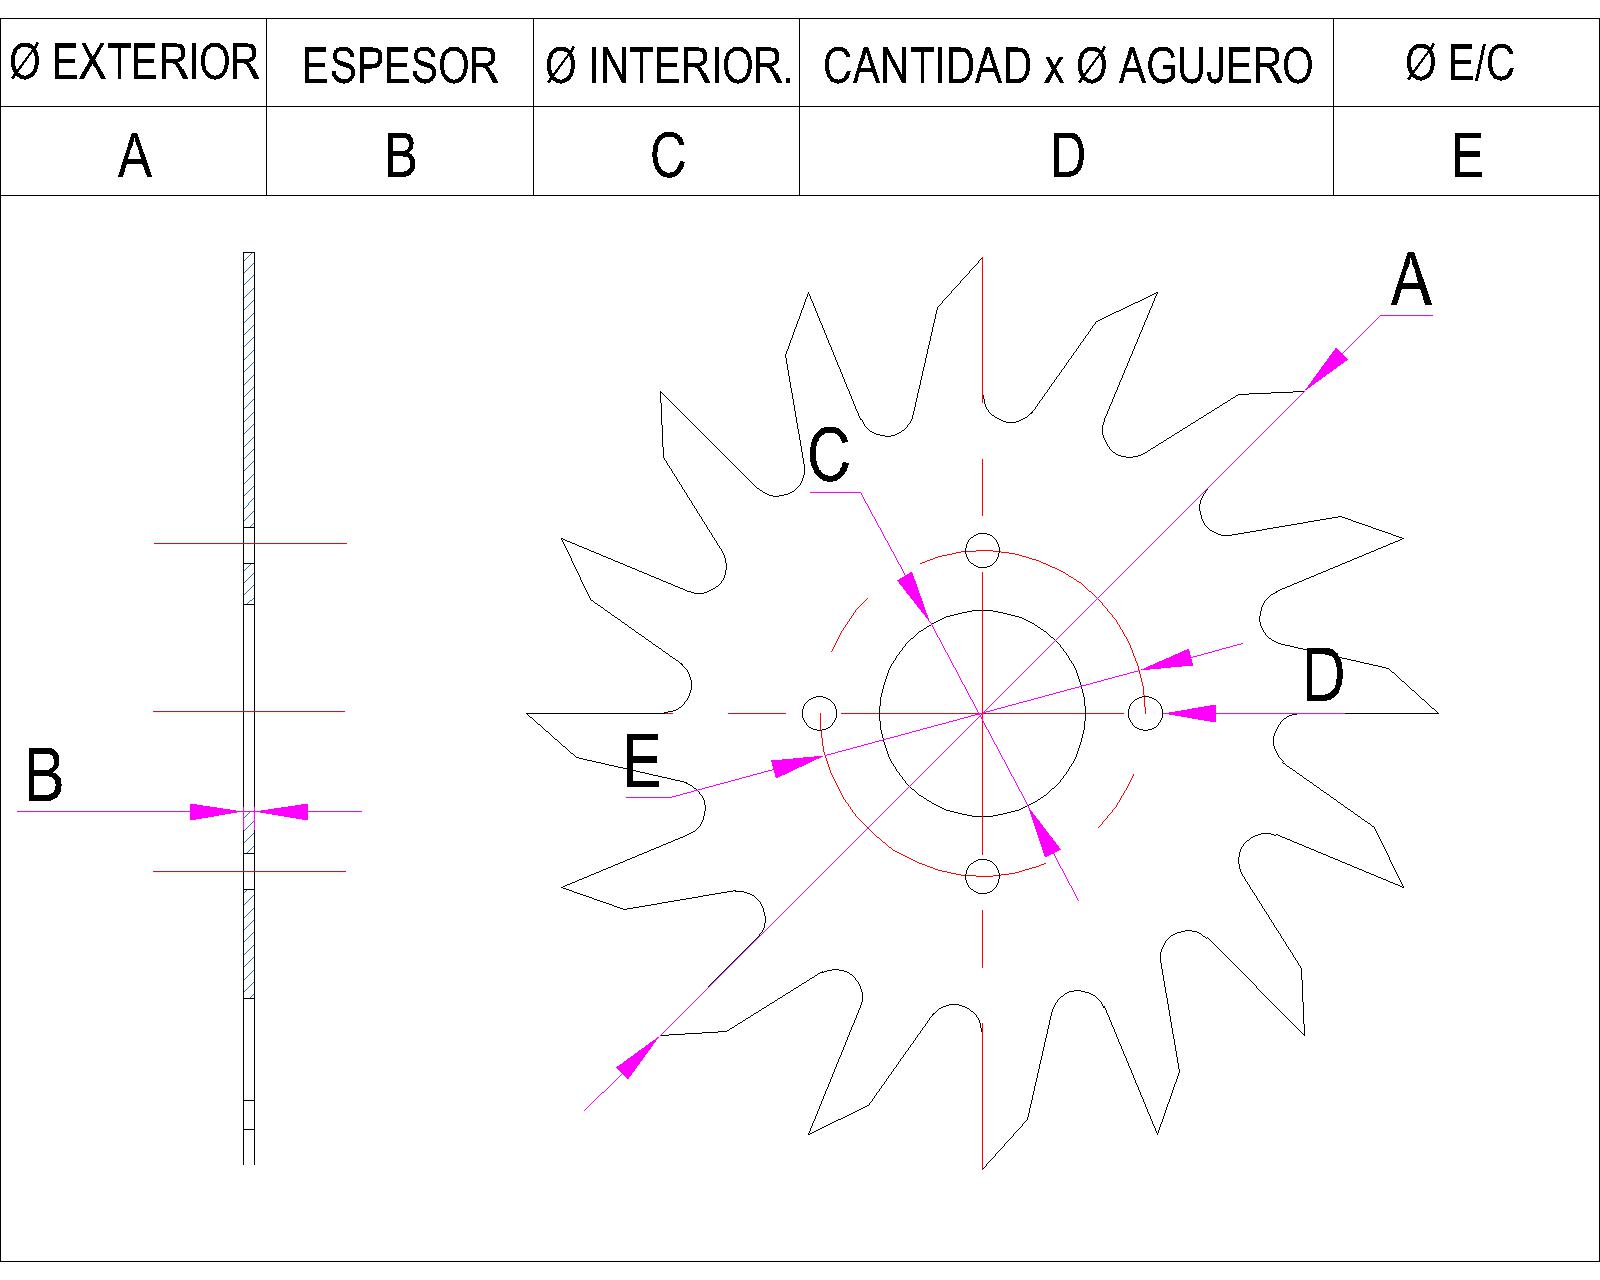 Ø EXTERIOR
ESPESOR
Ø INTERIOR.
CANTIDAD x Ø AGUJERO
Ø E/C
A
B
C
D
E
A
C
D
E
B